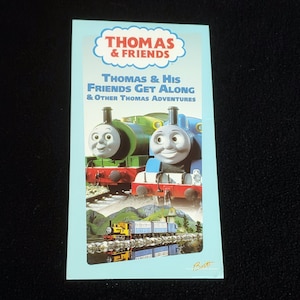 THOMAS
& FRIENDS
THOMAS & HIS
FRIENDS GET ALONG
& OTHER THOMAS ADVENTURES